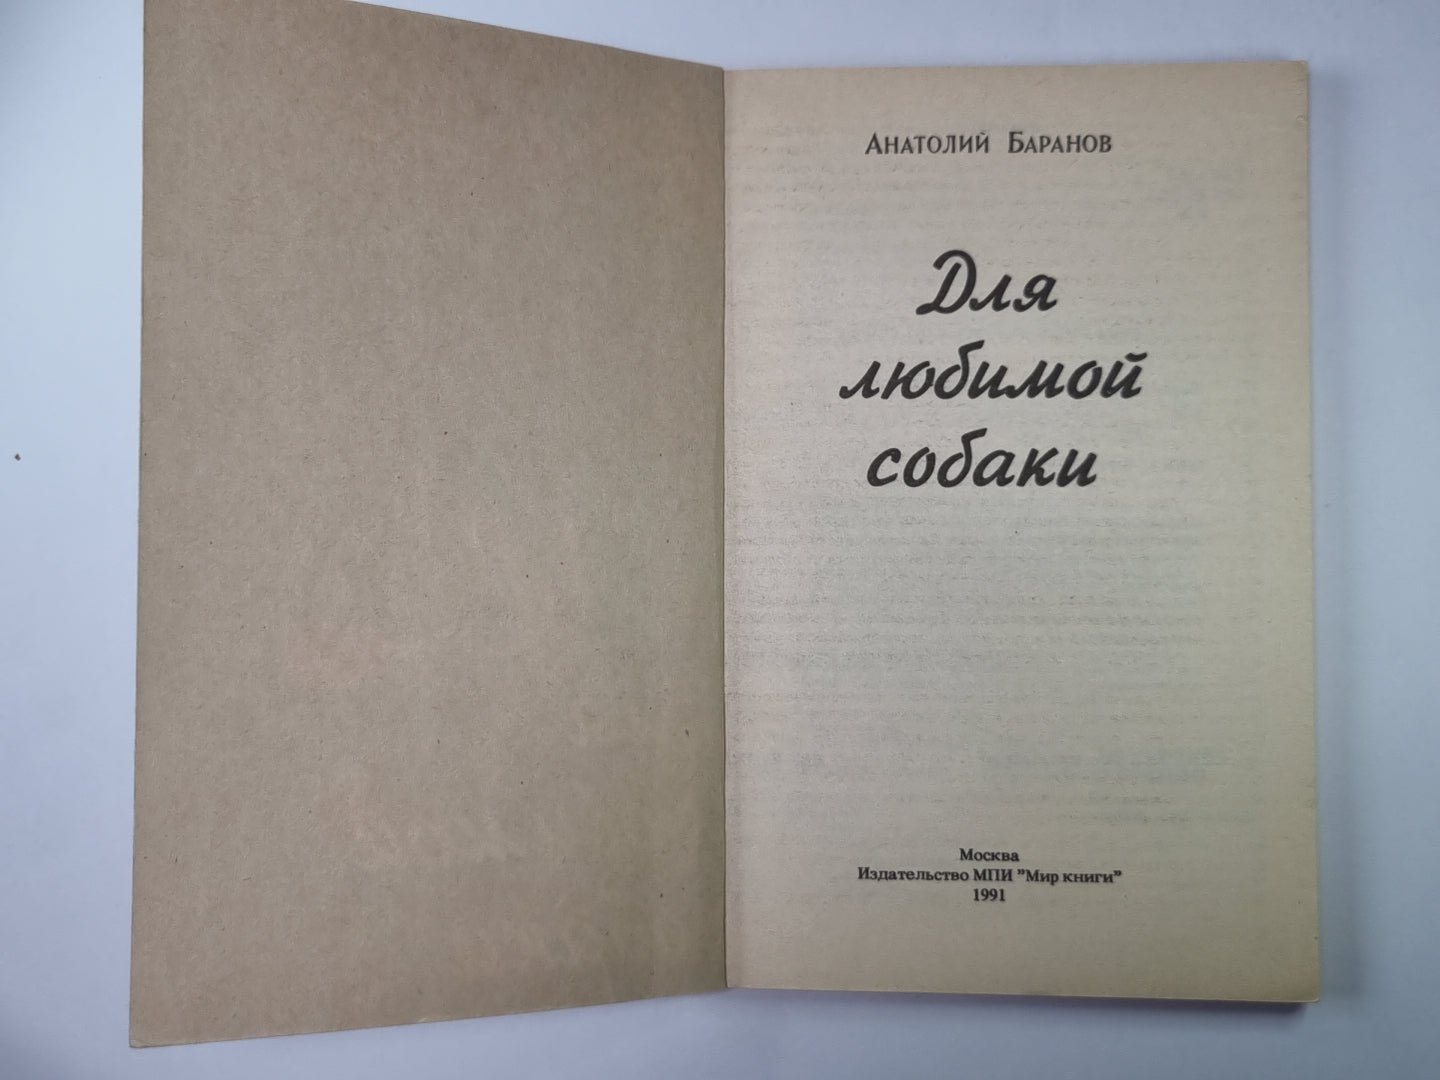 Анатолий Баранов
Для
любимой
собаки
Москва
Издательство МПИ ”Мир книги”
1991